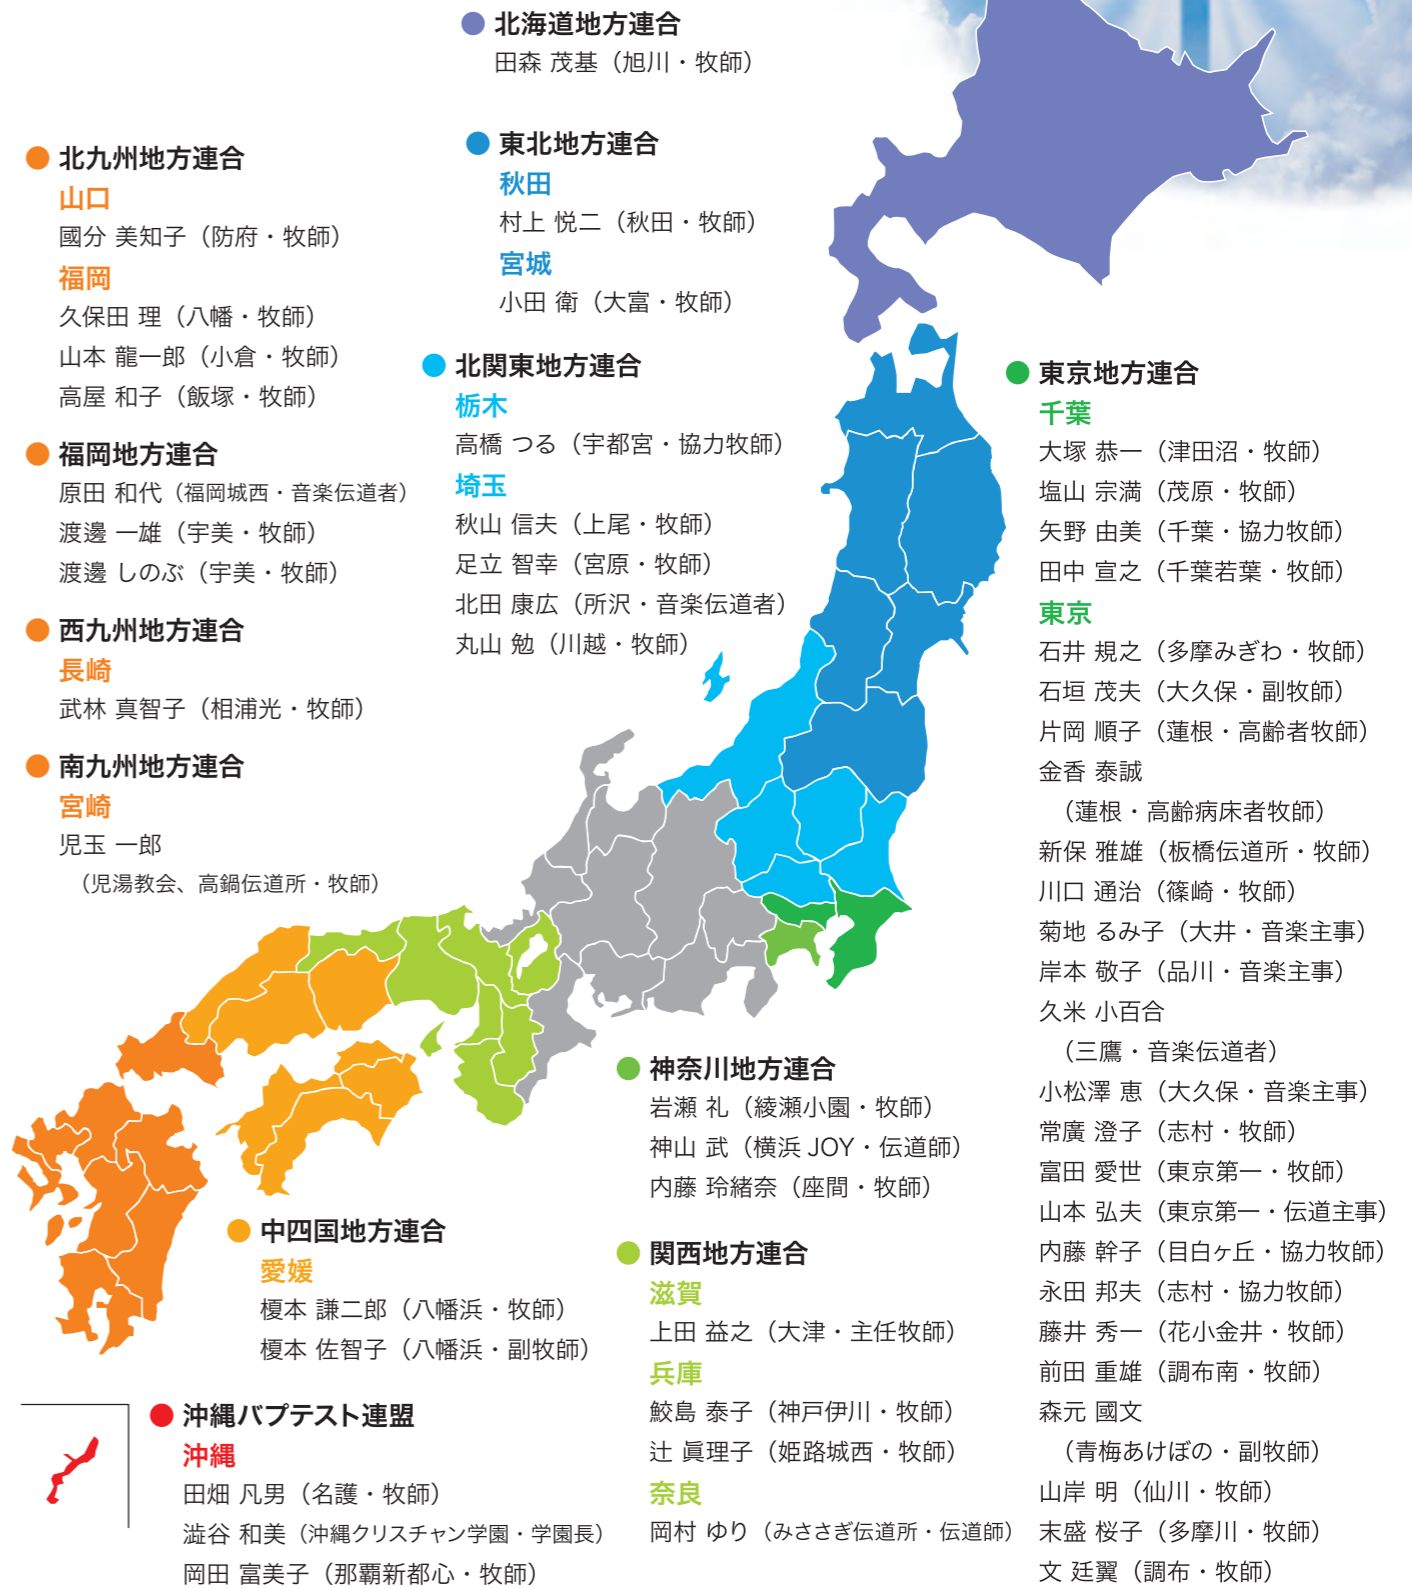 ● 北海道地方連合
田森 茂基（旭川・牧師）
● 北九州地方連合
山口
國分 美知子（防府・牧師）
福岡
久保田 理（八幡・牧師）
山本 龍一郎（小倉・牧師）
高屋 和子（飯塚・牧師）
● 福岡地方連合
原田 和代（福岡城西・音楽伝道者）
渡邊 一雄（宇美・牧師）
渡邊 しのぶ（宇美・牧師）
● 西九州地方連合
長崎
武林 真智子（相浦光・牧師）
● 南九州地方連合
宮崎
児玉 一郎
（児湯教会、高鍋伝道所・牧師）
● 東北地方連合
秋田
村上 悦二（秋田・牧師）
宮城
小田 衛（大富・牧師）
● 北関東地方連合
栃木
高橋 つる（宇都宮・協力牧師）
埼玉
秋山 信夫（上尾・牧師）
足立 智幸（宮原・牧師）
北田 康広（所沢・音楽伝道者）
丸山 勉（川越・牧師）
● 東京地方連合
千葉
大塚 恭一（津田沼・牧師）
塩山 宗満（茂原・牧師）
矢野 由美（千葉・協力牧師）
田中 宣之（千葉若葉・牧師）
東京
石井 規之（多摩みぎわ・牧師）
石垣 茂夫（大久保・副牧師）
片岡 順子（蓮根・高齢者牧師）
金香 泰誠
（蓮根・高齢病床者牧師）
新保 雅雄（板橋伝道所・牧師）
川口 通治（篠崎・牧師）
菊地 るみ子（大井・音楽主事）
岸本 敬子（品川・音楽主事）
久米 小百合
（三鷹・音楽伝道者）
小松澤 恵（大久保・音楽主事）
常廣 澄子（志村・牧師）
富田 愛世（東京第一・牧師）
山本 弘夫（東京第一・伝道主事）
内藤 幹子（目白ヶ丘・協力牧師）
永田 邦夫（志村・協力牧師）
藤井 秀一（花小金井・牧師）
前田 重雄（調布南・牧師）
森元 國文
（青梅あけぼの・副牧師）
山岸 明（仙川・牧師）
末盛 桜子（多摩川・牧師）
文 廷翼（調布・牧師）
● 神奈川地方連合
岩瀬 礼（綾瀬小園・牧師）
神山 武（横浜 JOY・伝道師）
内藤 玲緒奈（座間・牧師）
● 関西地方連合
滋賀
上田 益之（大津・主任牧師）
兵庫
鮫島 泰子（神戸伊川・牧師）
辻 眞理子（姫路城西・牧師）
奈良
岡村 ゆり（みささぎ伝道所・伝道師）
● 中四国地方連合
愛媛
榎本 謙二郎（八幡浜・牧師）
榎本 佐智子（八幡浜・副牧師）
● 沖縄バプテスト連盟
沖縄
田畑 凡男（名護・牧師）
澁谷 和美（沖縄クリスチャン学園・学園長）
岡田 富美子（那覇新都心・牧師）